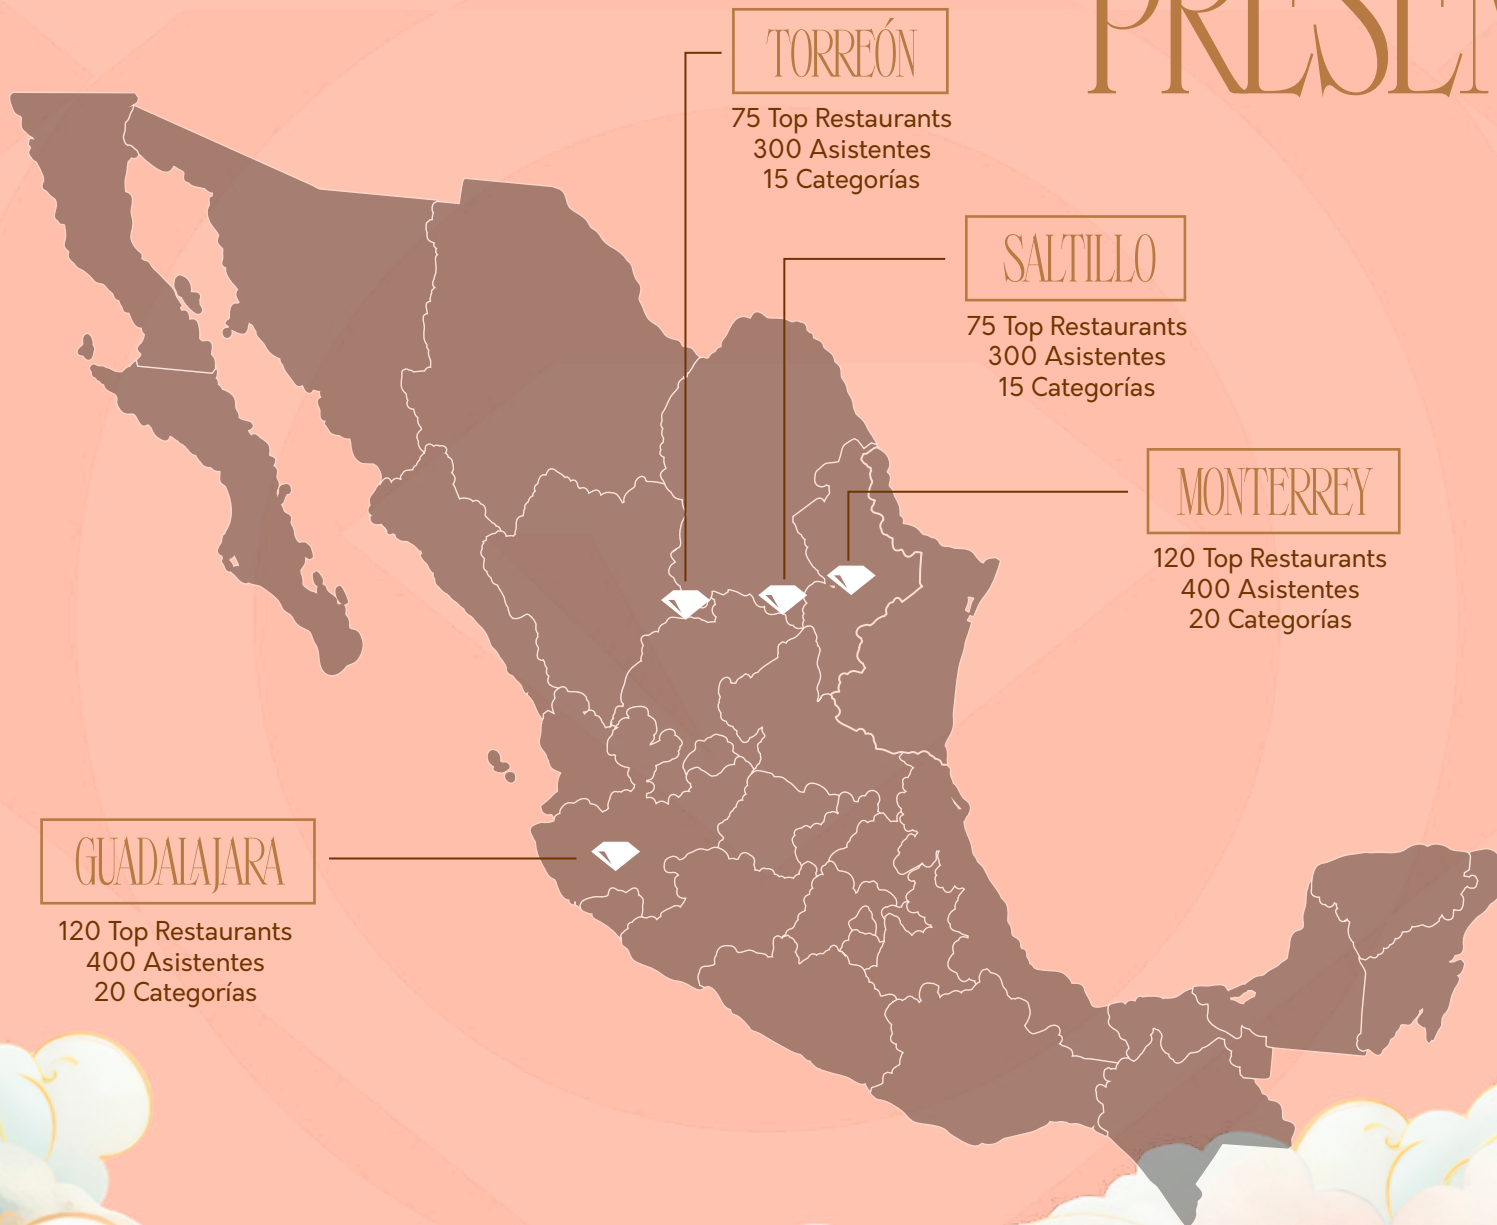 TORREÓN
75 Top Restaurants
300 Asistentes
15 Categorías
SALTILLO
75 Top Restaurants
300 Asistentes
15 Categorías
MONTERREY
120 Top Restaurants
400 Asistentes
20 Categorías
GUADALAJARA
120 Top Restaurants
400 Asistentes
20 Categorías